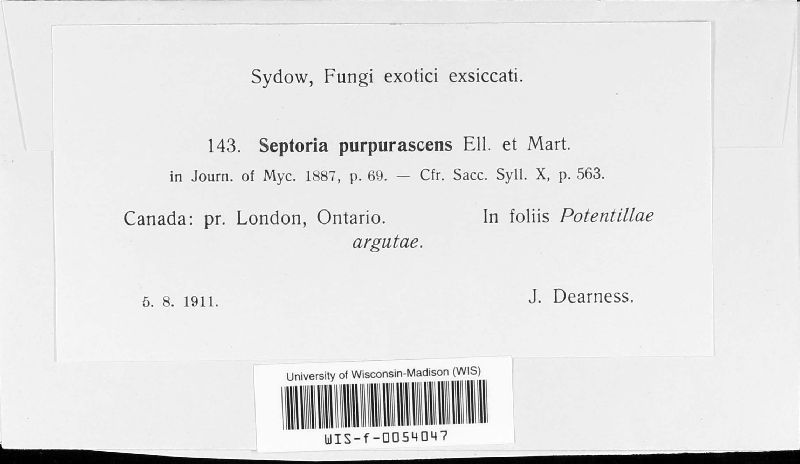 Sydow, Fungi exotici exsiccati.
143. Septoria purpurascens Ell. et Mart.
in Journ. of Myc. 1887, p. 69. — Cfr. Sacc. Syll. X, p. 563.
Canada: pr. London, Ontario. In foliis Potentillae
argutae.
5. 8. 1911. J. Dearness.
University of Wisconsin-Madison (WIS)
WIS-f-0054047